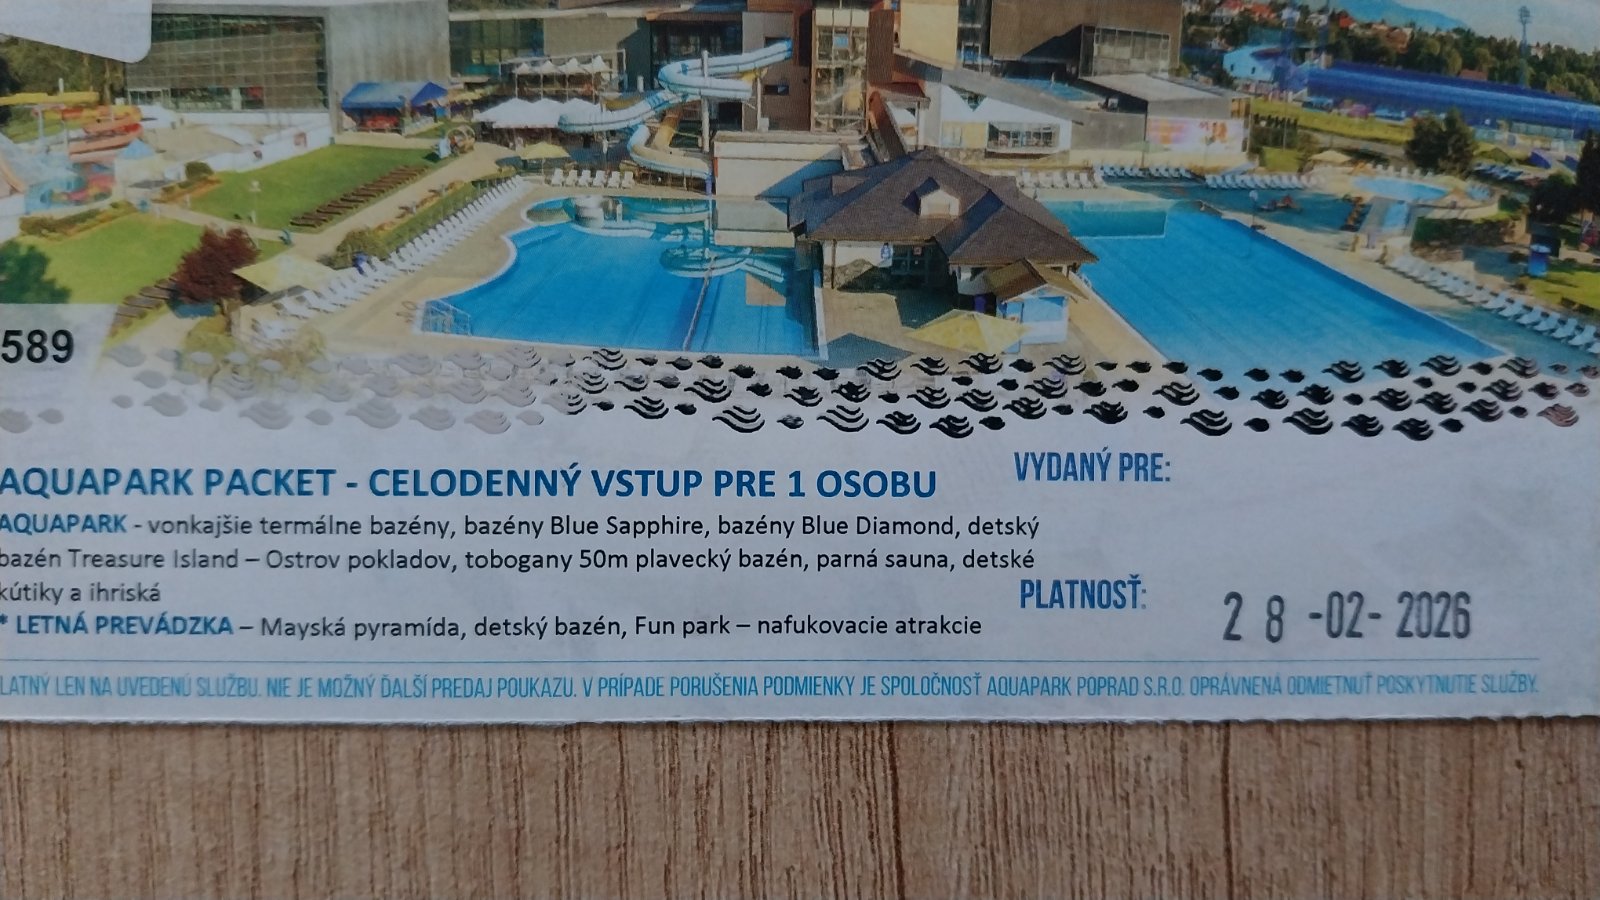 589
AQUAPARK PACKET - CELODENNÝ VSTUP PRE 1 OSOBU
AQUAPARK - vonkajšie termálne bazény, bazény Blue Sapphire, bazény Blue Diamond, detský
bazén Treasure Island – Ostrov pokladov, tobogany 50m plavecký bazén, parná sauna, detské
kútiky a ihriská
* LETNÁ PREVÁDZKA – Mayská pyramída, detský bazén, Fun park – nafukovacie atrakcie
VYDANÝ PRE:
PLATNOSŤ: 28 -02- 2026
LATNÝ LEN NA UVEDENÚ SLUŽBU. NIE JE MOŽNÝ ĎALŠÍ PREDAJ POUKAZU. V PRÍPADE PORUŠENIA PODMIENKY JE SPOLOČNOSŤ AQUAPARK POPRAD S.R.O. OPRÁVNENÁ ODMIETNUŤ POSKYTNUTIE SLUŽBY.